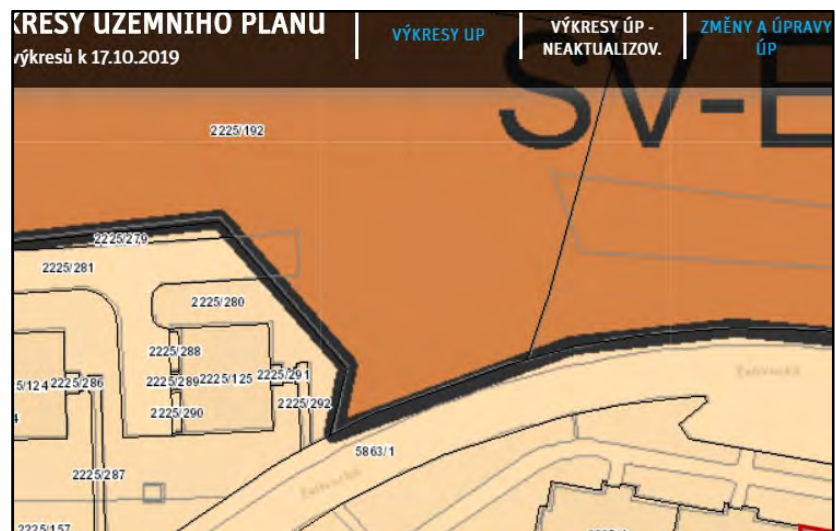 KRESY ÚZEMNÍHO PLÁNU
výkresů k 17.10.2019
VÝKRESY ÚP
VÝKRESY ÚP -
NEAKTUALIZOV.
ZMĚNY A ÚPRAVY
ÚP
SV-E
2225/192
2225/279
2225/281
2225/280
2225/288
5/124
2225/286
2225/289
2225/125
2225/291
2225/290
2225/292
5863/1
2225/287
2225/157